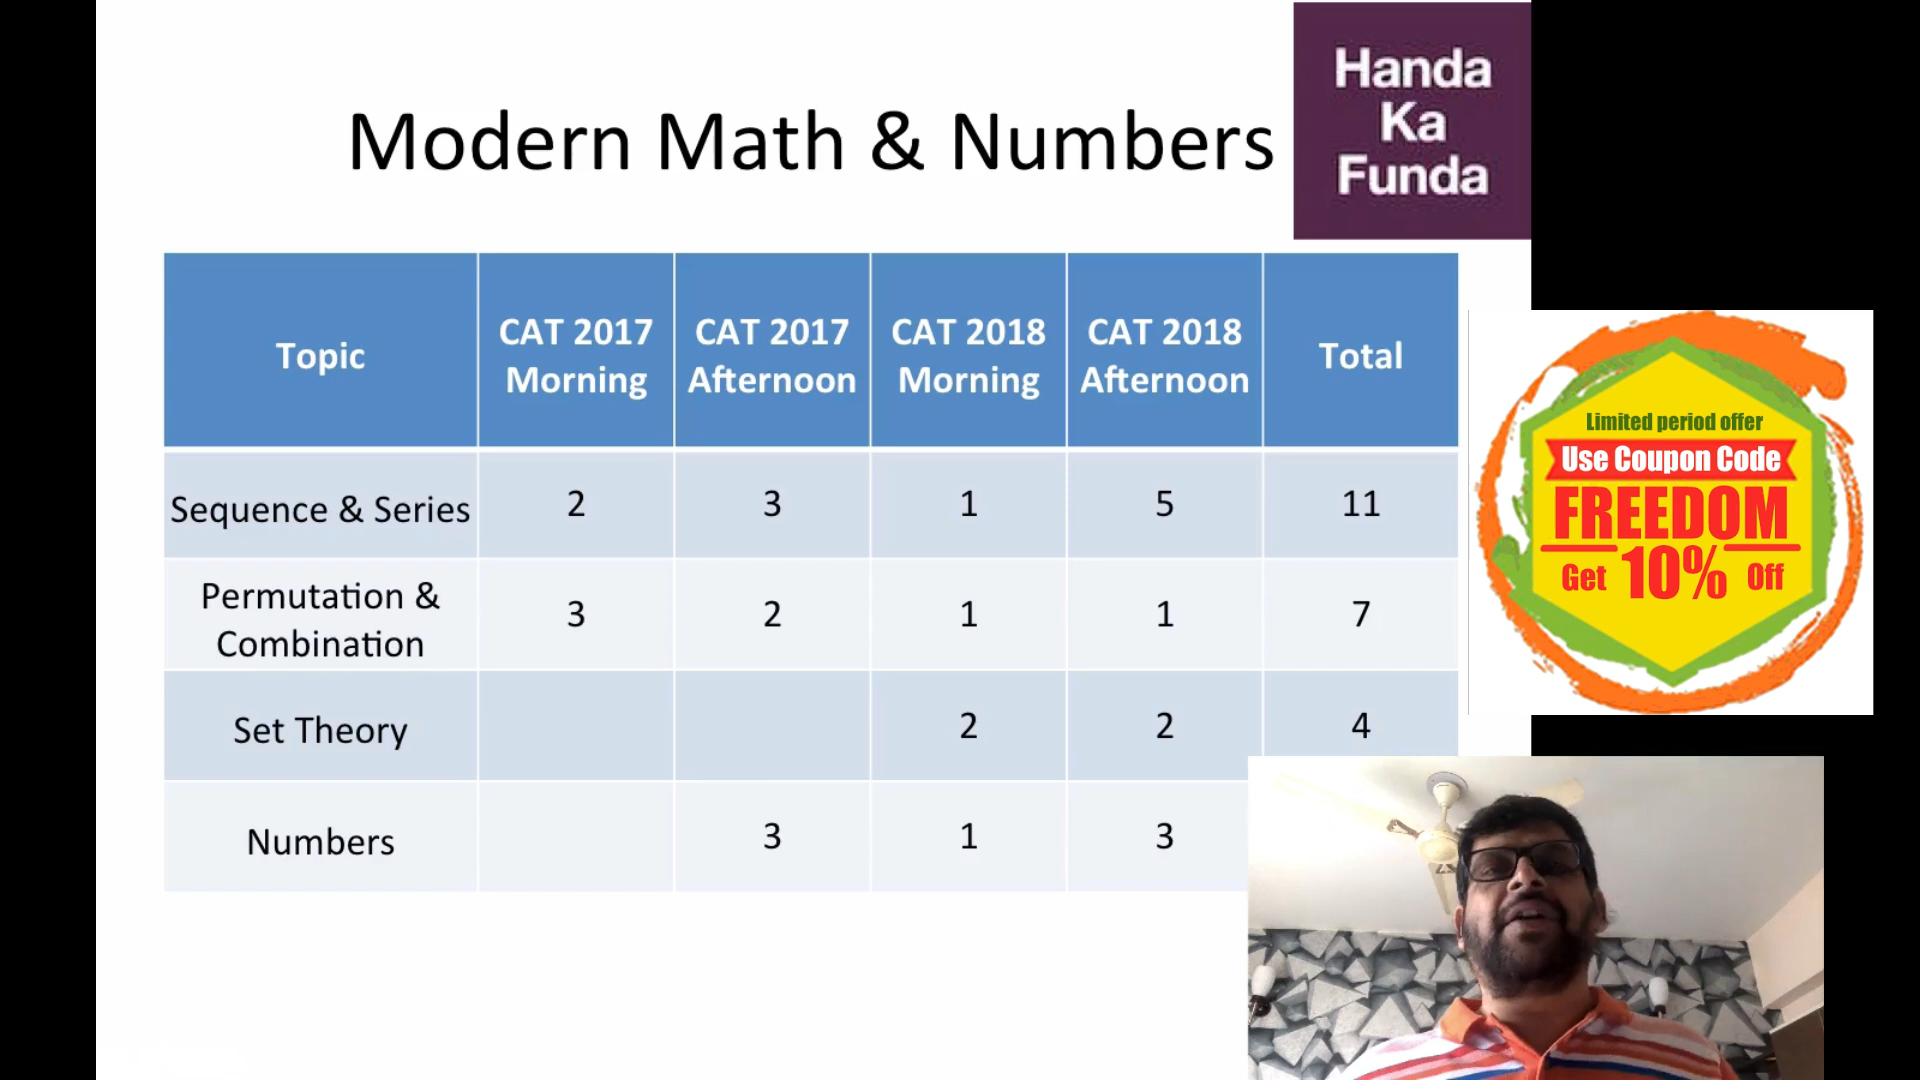 Modern Math & Numbers
Handa
Ka
Funda
Topic
CAT 2017
Morning
CAT 2017
Afternoon
CAT 2018
Morning
CAT 2018
Afternoon
Total
Sequence & Series
2
3
1
5
11
Permutation &
Combination
3
2
1
1
7
Set Theory
2
2
4
Numbers
3
1
3
Limited period offer
Use Coupon Code
FREEDOM
Get 10% Off